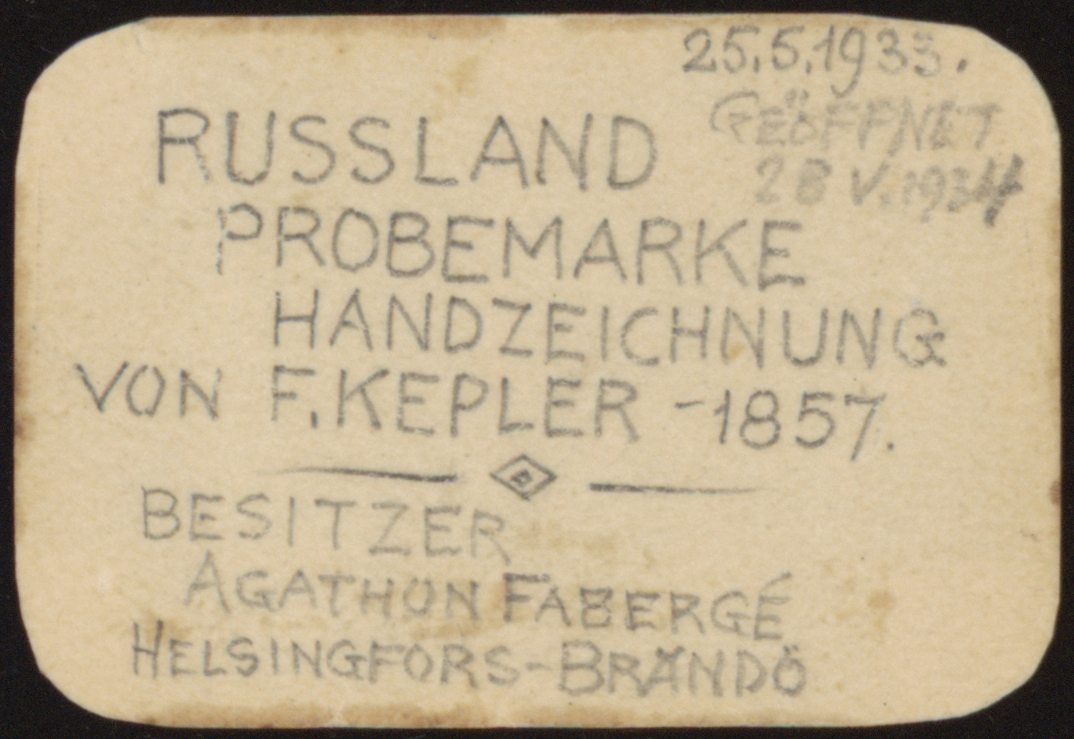 25.5.1933.
GEÖFFNET
28 V. 1934
RUSSLAND
PROBEMARKE
HANDZEICHNUNG
VON F. KEPLER - 1857.
BESITZER
AGATHON FABERGÉ
HELSINGFORS-BRÄNDÖ